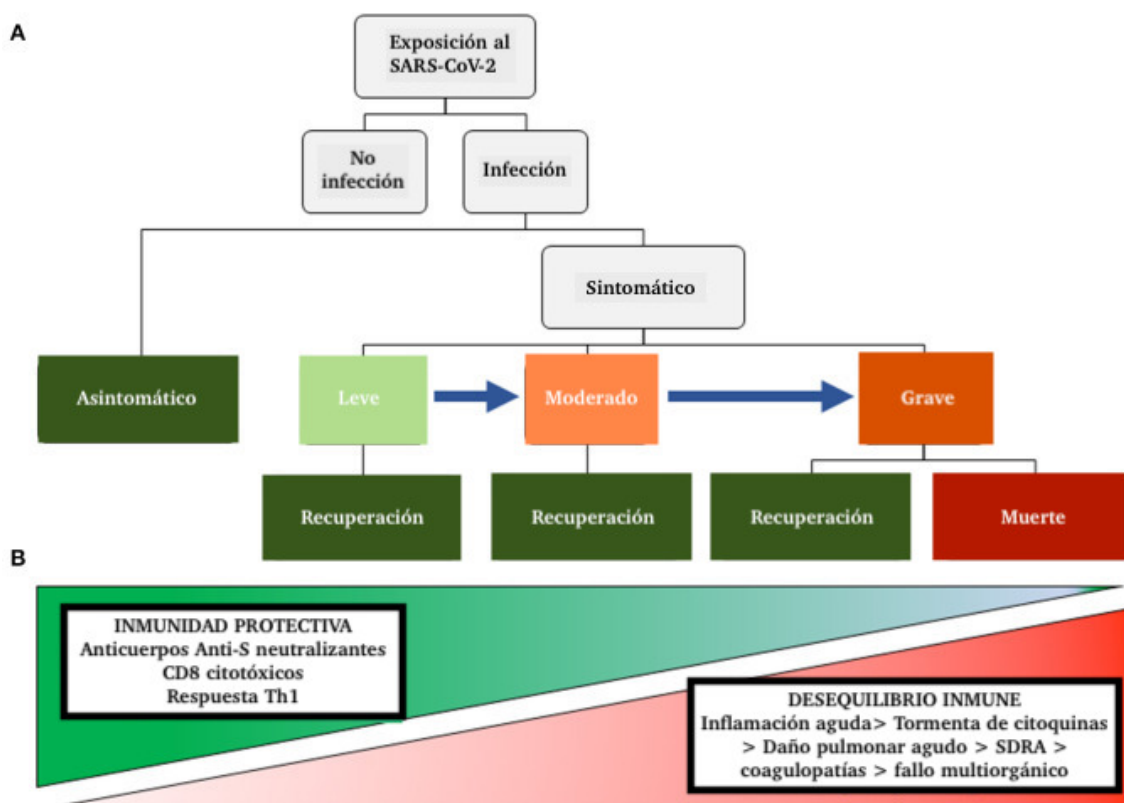 A
Exposición al
SARS-CoV-2
No
infección
Infección
Sintomático
Asintomático
Leve
Moderado
Grave
Recuperación
Recuperación
Recuperación
Muerte
B
INMUNIDAD PROTECTIVA
Anticuerpos Anti-S neutralizantes
CD8 citotóxicos
Respuesta Th1
DESEQUILIBRIO INMUNE
Inflamación aguda> Tormenta de citoquinas
> Daño pulmonar agudo > SDRA >
coagulopatías > fallo multiorgánico